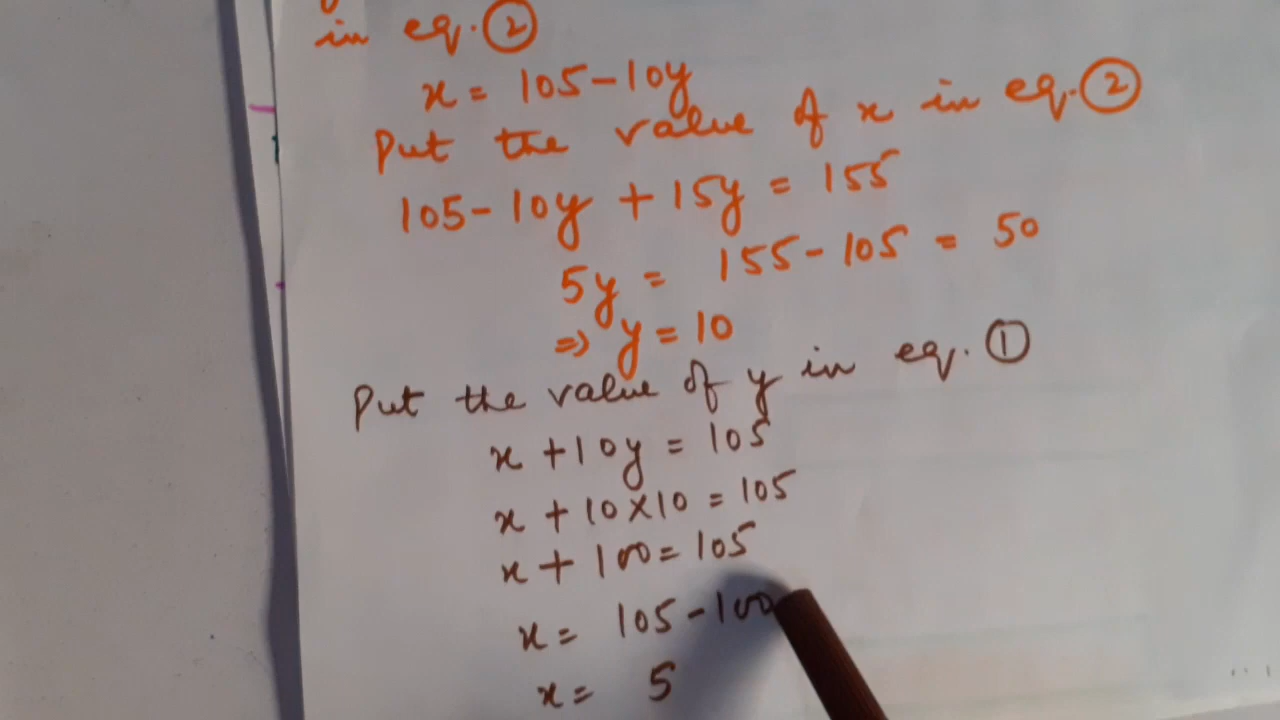 in eq. ②
x = 105-10y
Put the value of x in eq. ②
105-10y + 15y = 155
5y = 155-105 = 50
⇒ y = 10
Put the value of y in eq. ①
x +10y = 105
x + 10×10 = 105
x + 100 = 105
x = 105-100
x = 5